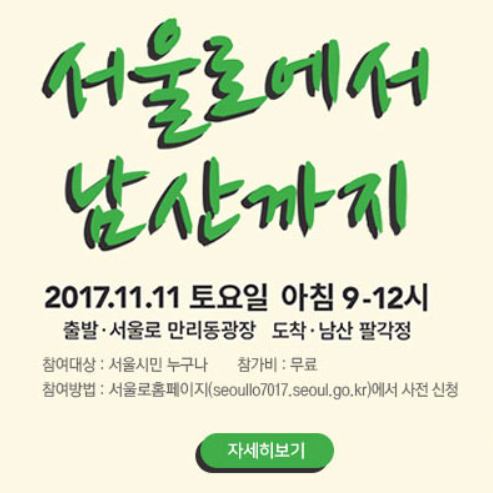 서울로에서
남산까지
2017.11.11 토요일 아침 9-12시
출발·서울로 만리동광장 도착·남산 팔각정
참여대상 : 서울시민 누구나 참가비 : 무료
참여방법 : 서울로홈페이지(seoullo7017.seoul.go.kr)에서 사전 신청
자세히보기